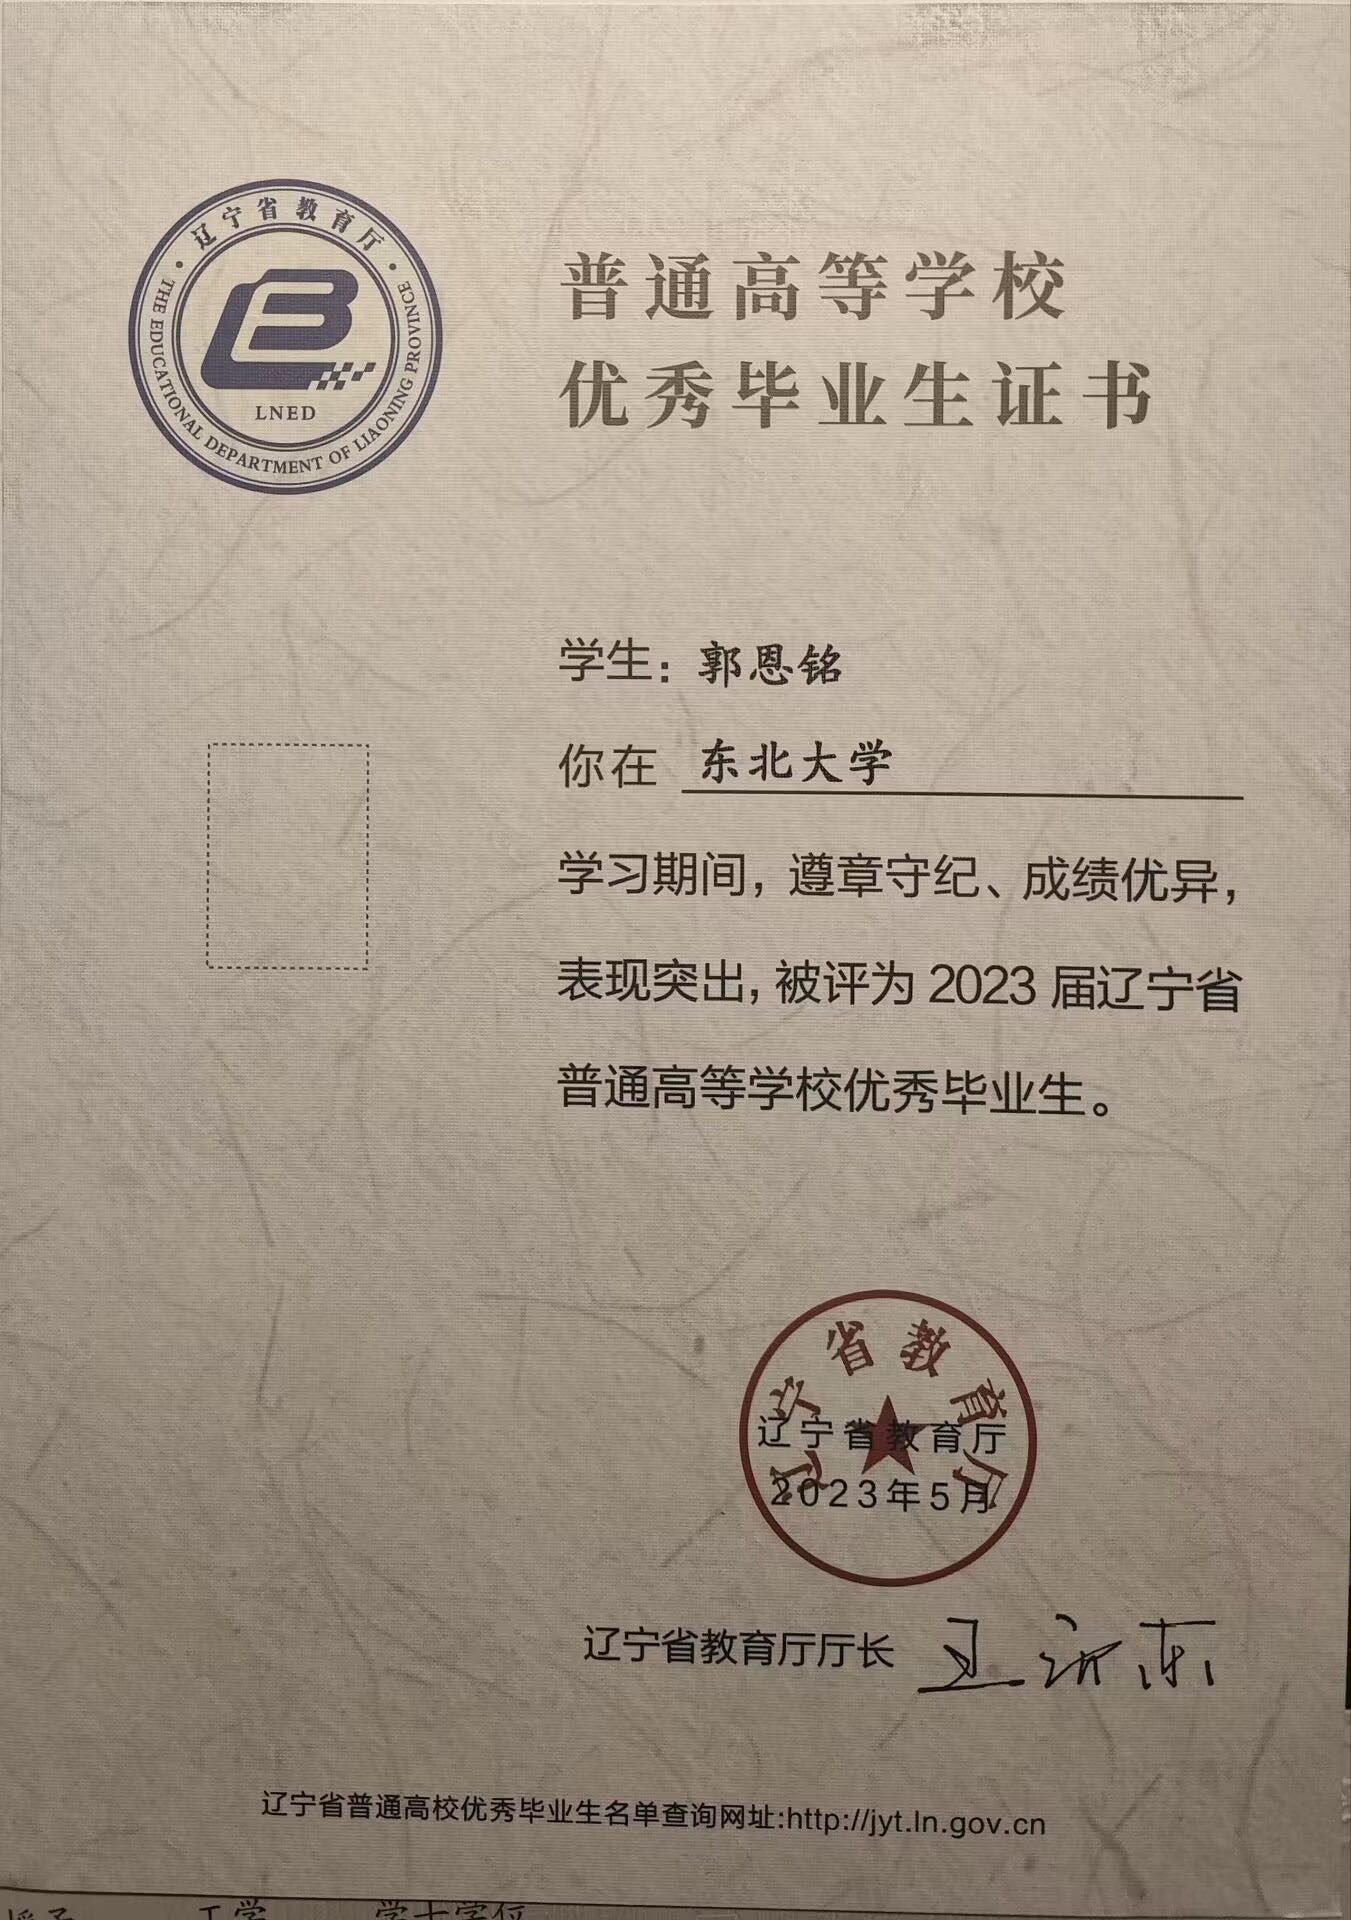 辽宁省教育厅
THE EDUCATIONAL DEPARTMENT OF LIAONING PROVINCE
LNED
普通高等学校
优秀毕业生证书
学生：郭恩铭
你在 东北大学
学习期间，遵章守纪、成绩优异，
表现突出，被评为 2023 届辽宁省
普通高等学校优秀毕业生。
辽宁省教育厅
辽宁省教育厅
2023年5月
辽宁省教育厅厅长
辽宁省普通高校优秀毕业生名单查询网址:http://jyt.ln.gov.cn
授予 工学 学士学位